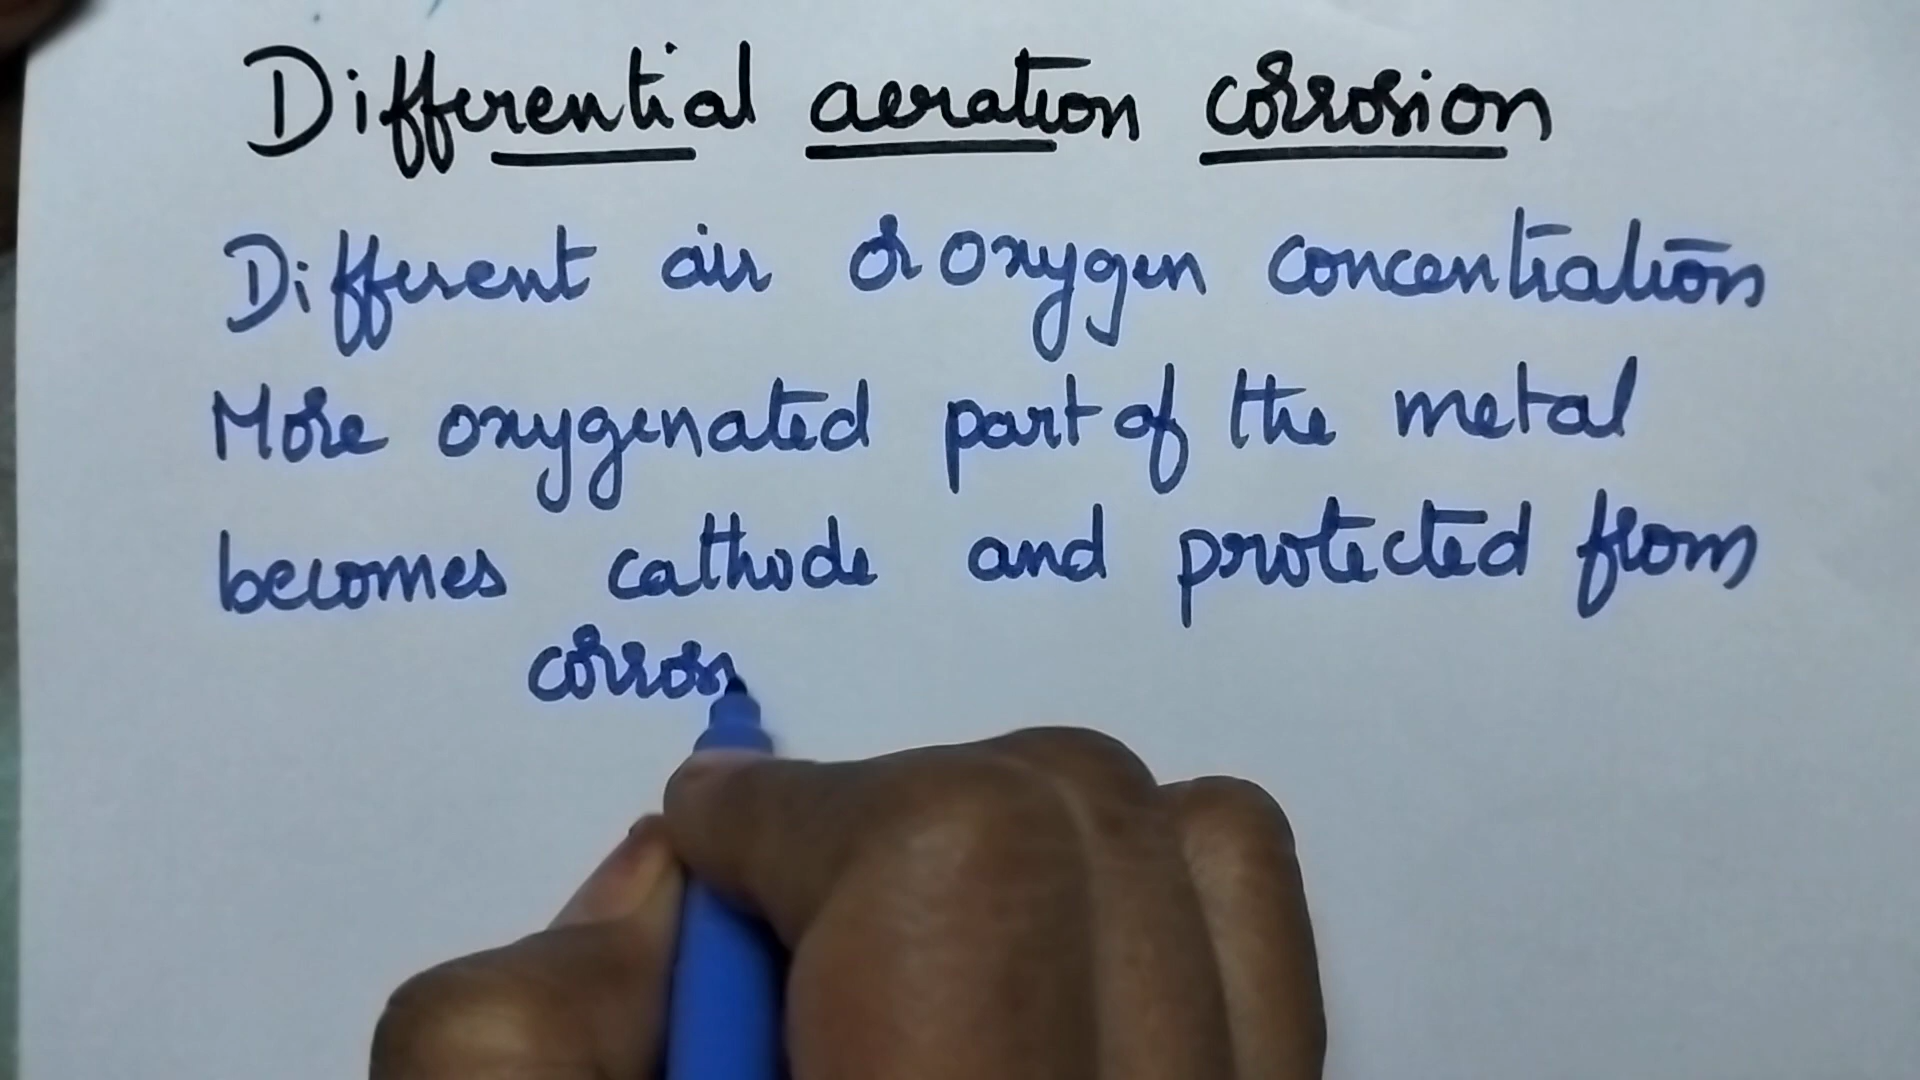 Differential aeration corrosion
Different air or oxygen concentration
More oxygenated part of the metal
becomes cathode and protected from
corros